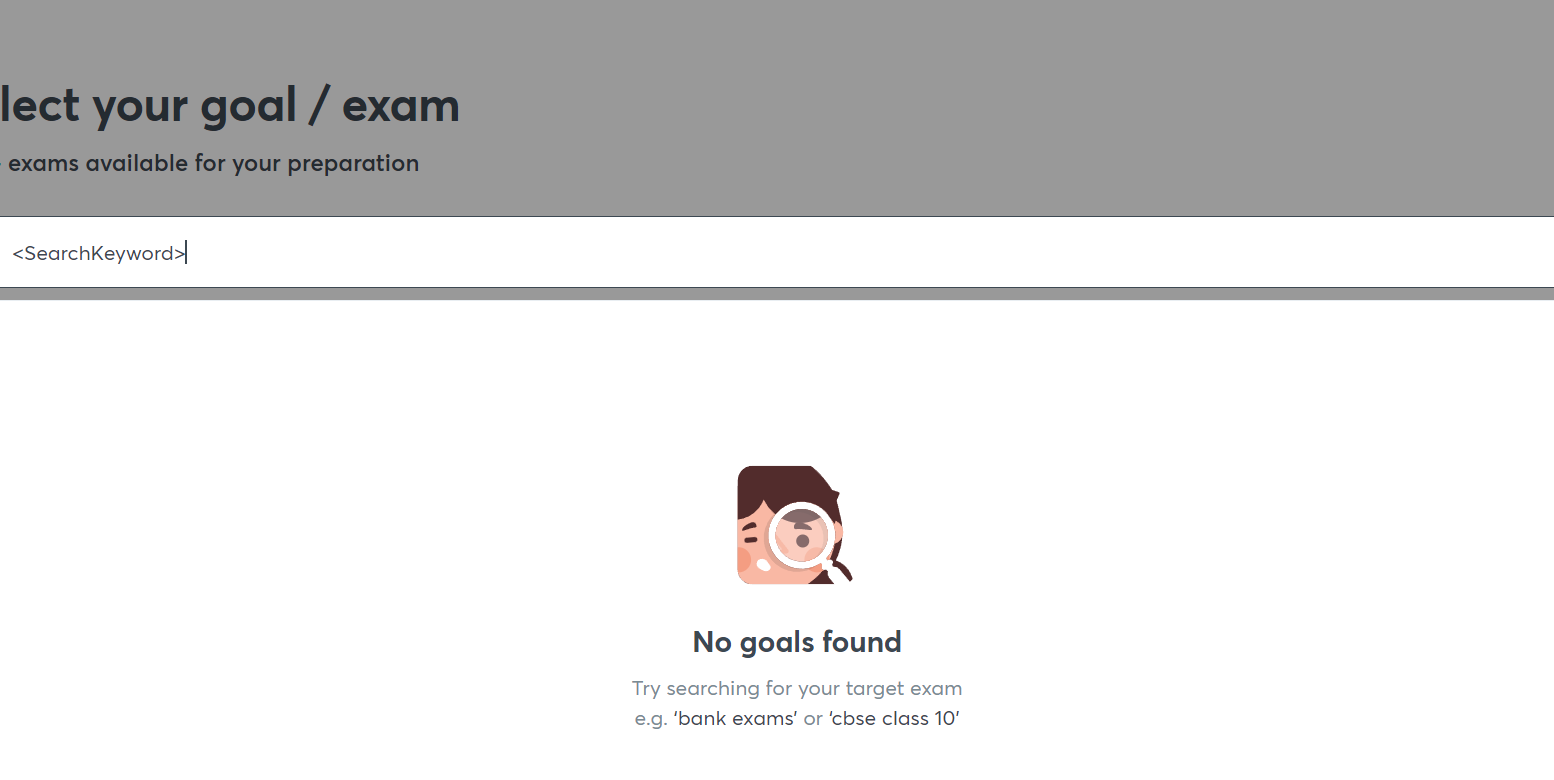 lect your goal / exam
exams available for your preparation
<SearchKeyword>
No goals found
Try searching for your target exam
e.g. ‘bank exams’ or ‘cbse class 10’